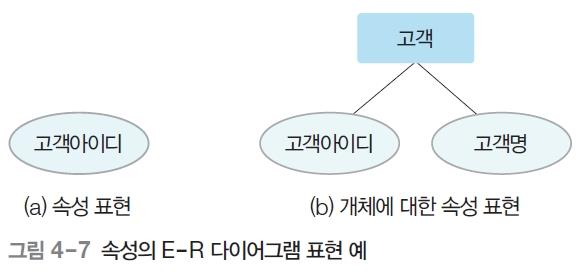 고객
고객아이디
고객아이디 고객명
(a) 속성 표현
(b) 개체에 대한 속성 표현
그림 4-7 속성의 E-R 다이어그램 표현 예